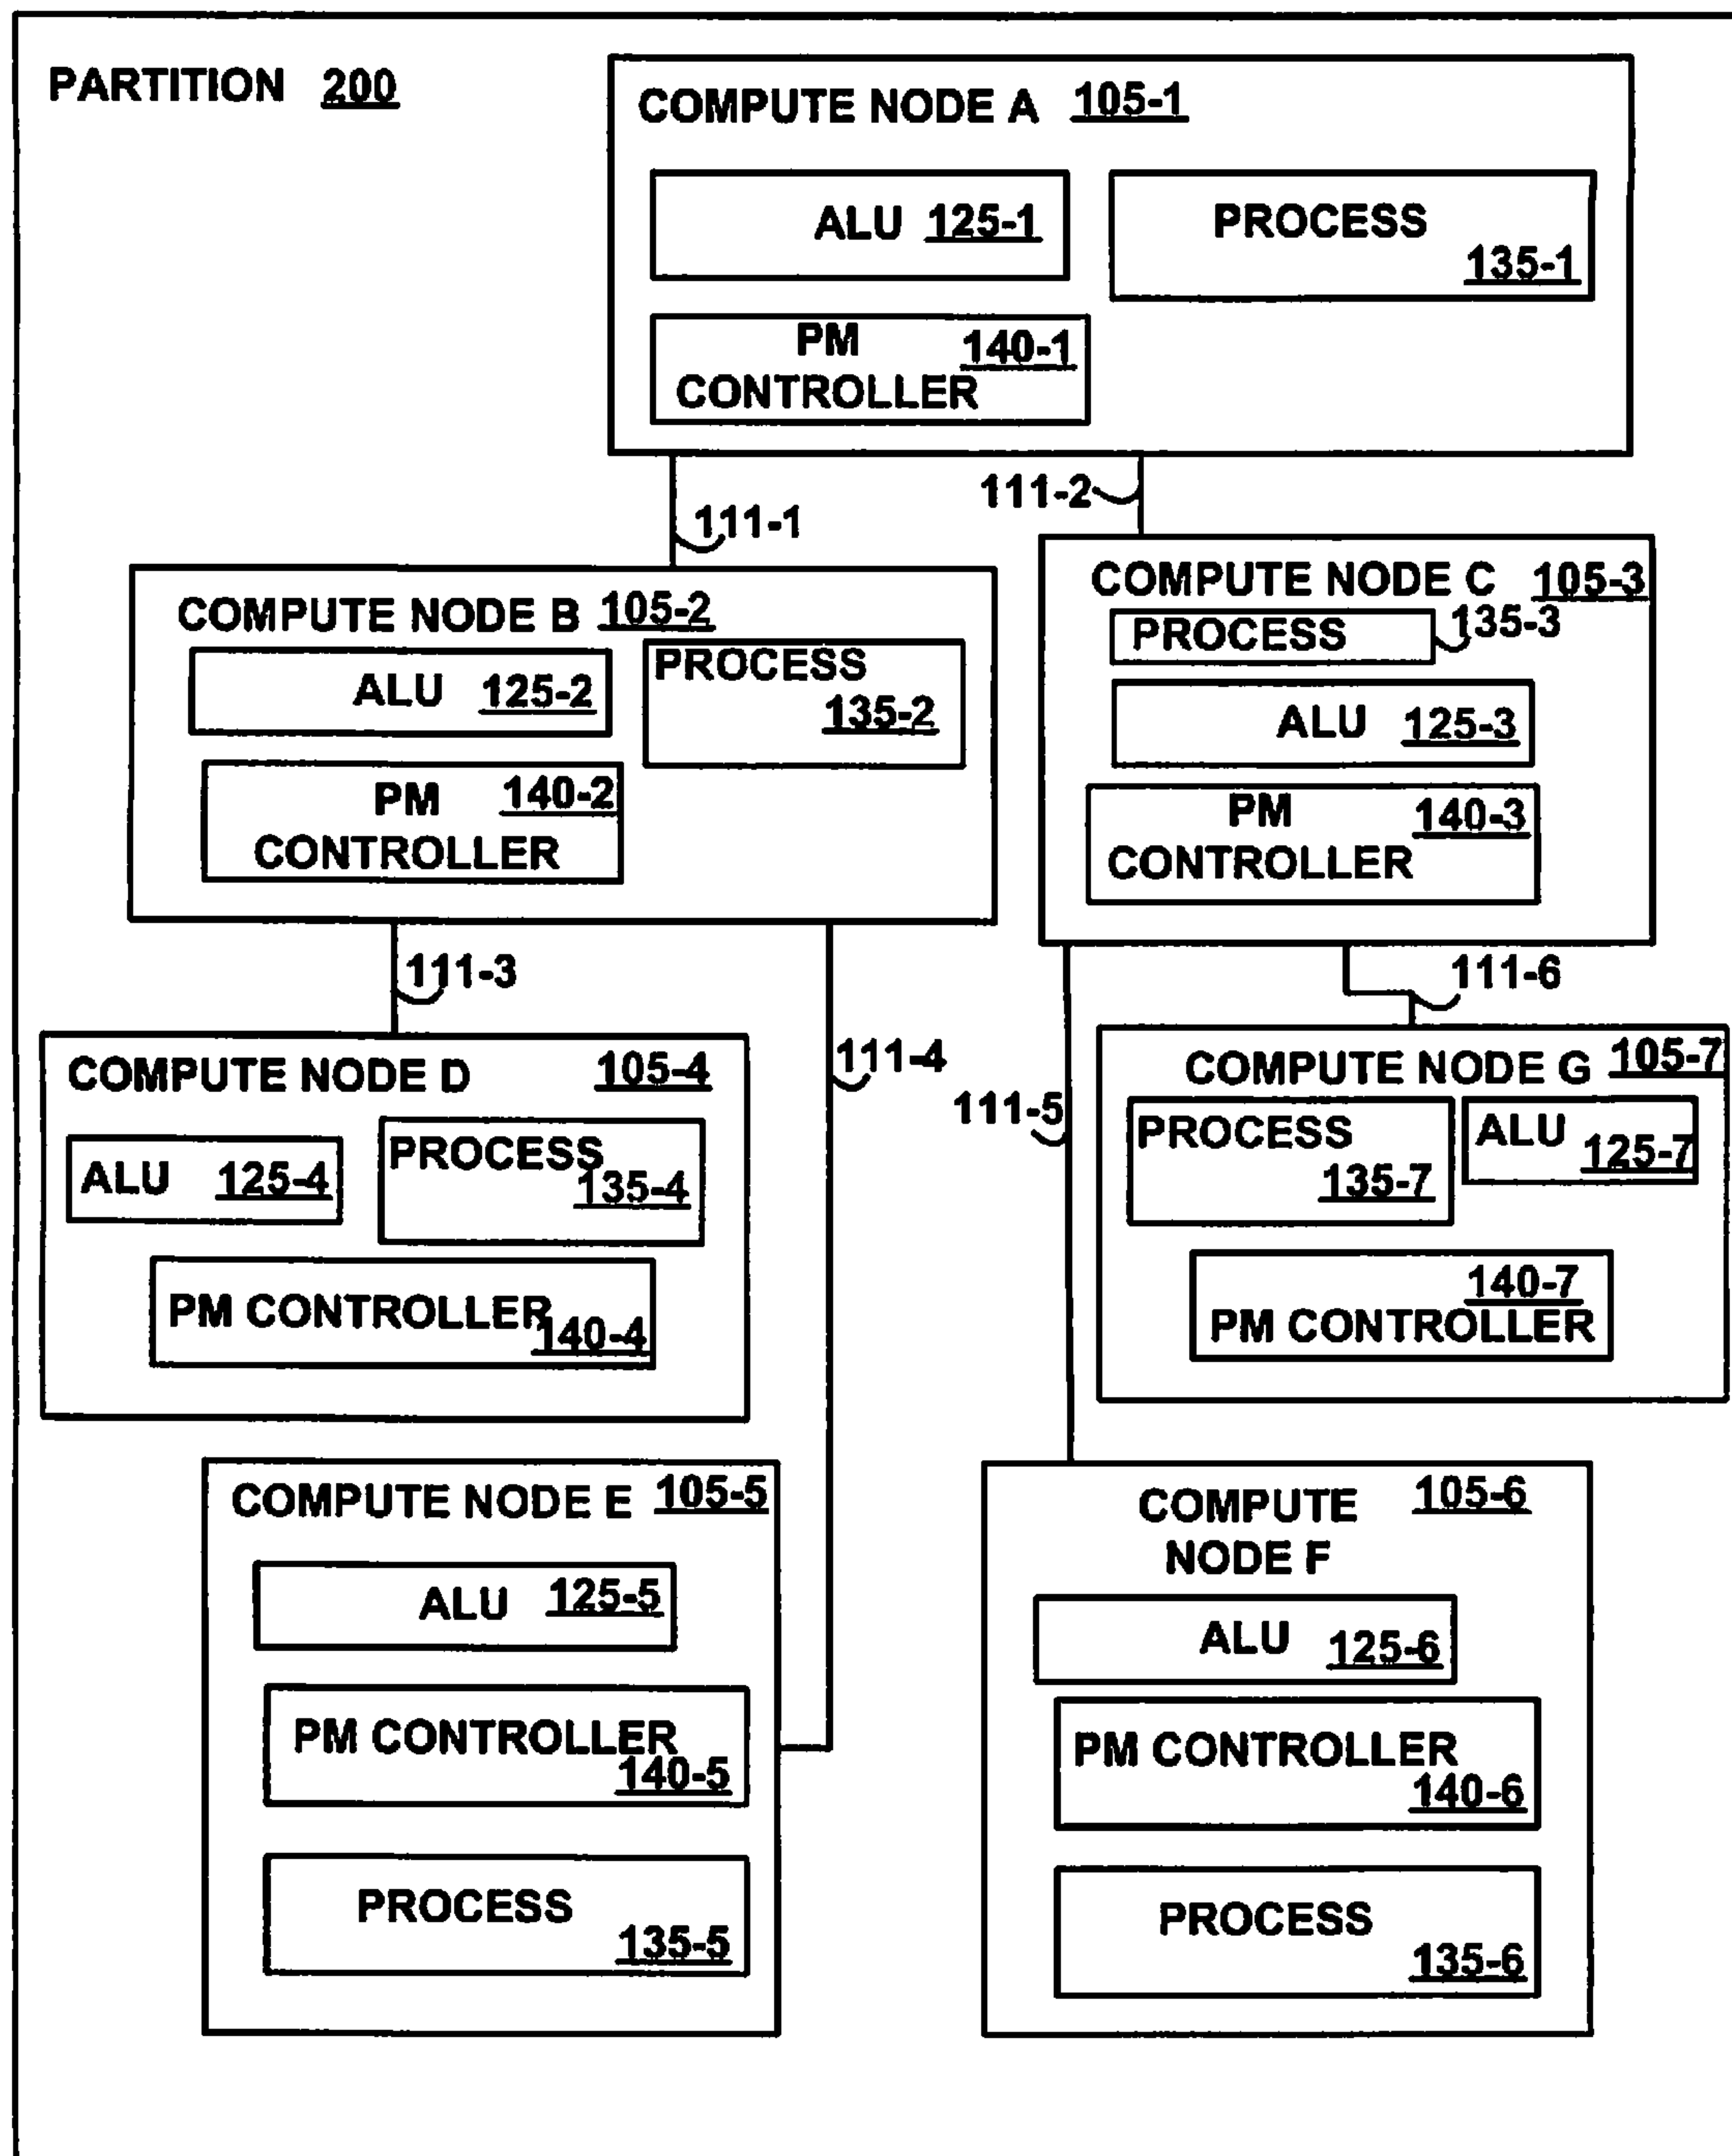 PARTITION 200
COMPUTE NODE A 105-1
ALU 125-1
PROCESS
135-1
PM
CONTROLLER
140-1
111-1
111-2
COMPUTE NODE B 105-2
ALU 125-2
PROCESS
135-2
PM
CONTROLLER
140-2
COMPUTE NODE C 105-3
PROCESS
135-3
ALU 125-3
PM
CONTROLLER
140-3
111-3
111-4
111-5
111-6
COMPUTE NODE D 105-4
ALU 125-4
PROCESS
135-4
PM CONTROLLER
140-4
COMPUTE NODE G 105-7
PROCESS
135-7
ALU
125-7
140-7
PM CONTROLLER
COMPUTE NODE E 105-5
ALU 125-5
PM CONTROLLER
140-5
PROCESS
135-5
COMPUTE
NODE F
105-6
ALU 125-6
PM CONTROLLER
140-6
PROCESS
135-6